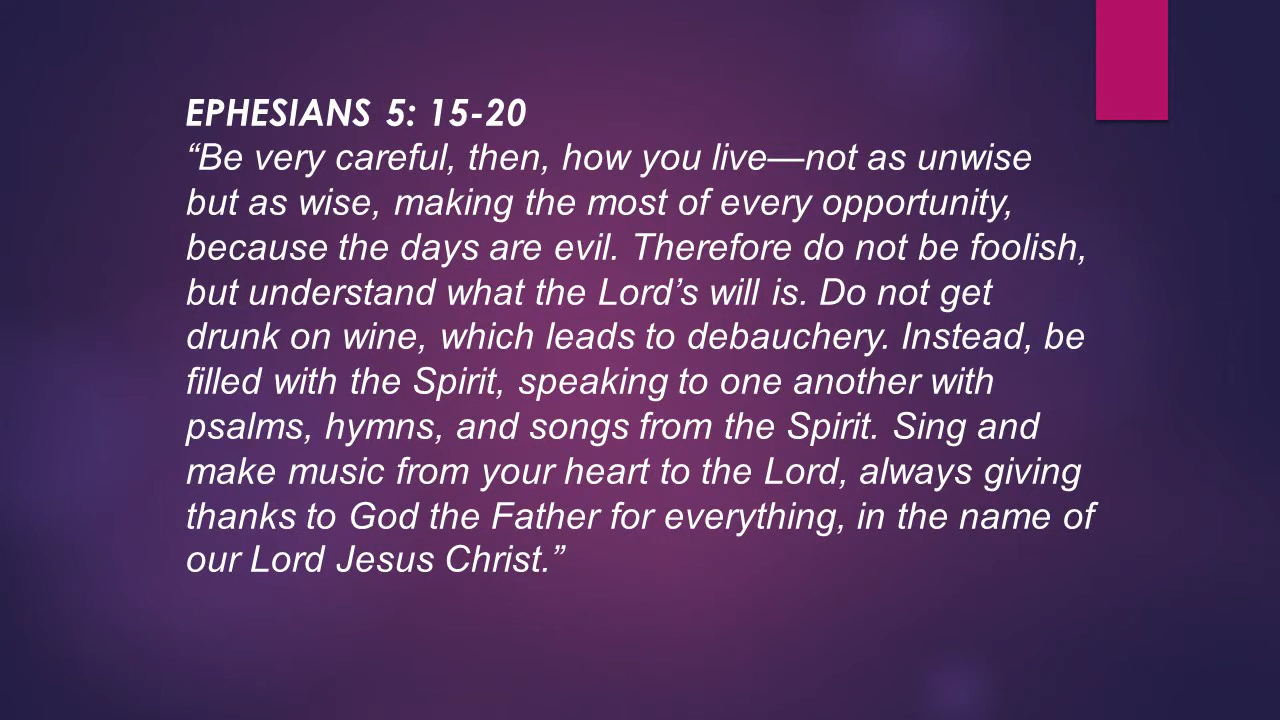 EPHESIANS 5: 15-20
“Be very careful, then, how you live—not as unwise
but as wise, making the most of every opportunity,
because the days are evil. Therefore do not be foolish,
but understand what the Lord’s will is. Do not get
drunk on wine, which leads to debauchery. Instead, be
filled with the Spirit, speaking to one another with
psalms, hymns, and songs from the Spirit. Sing and
make music from your heart to the Lord, always giving
thanks to God the Father for everything, in the name of
our Lord Jesus Christ.”